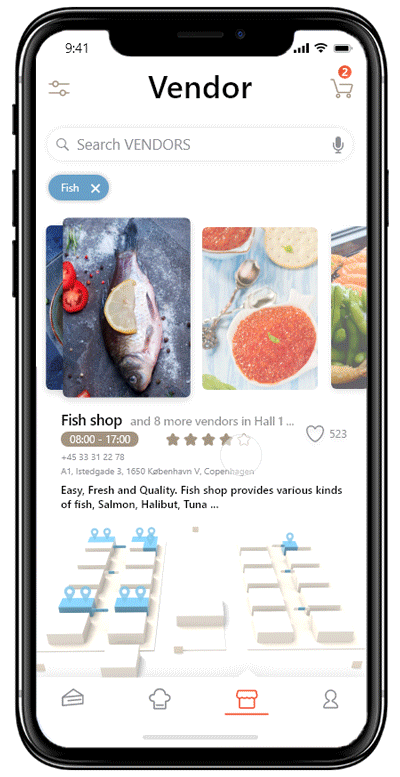 9:41
Vendor
2
Search VENDORS
Fish
Fish shop and 8 more vendors in Hall 1 ...
08:00 - 17:00
523
+45 33 31 22 78
A1, Istedgade 3, 1650 København V, Copenhagen
Easy, Fresh and Quality. Fish shop provides various kinds
of fish, Salmon, Halibut, Tuna ...